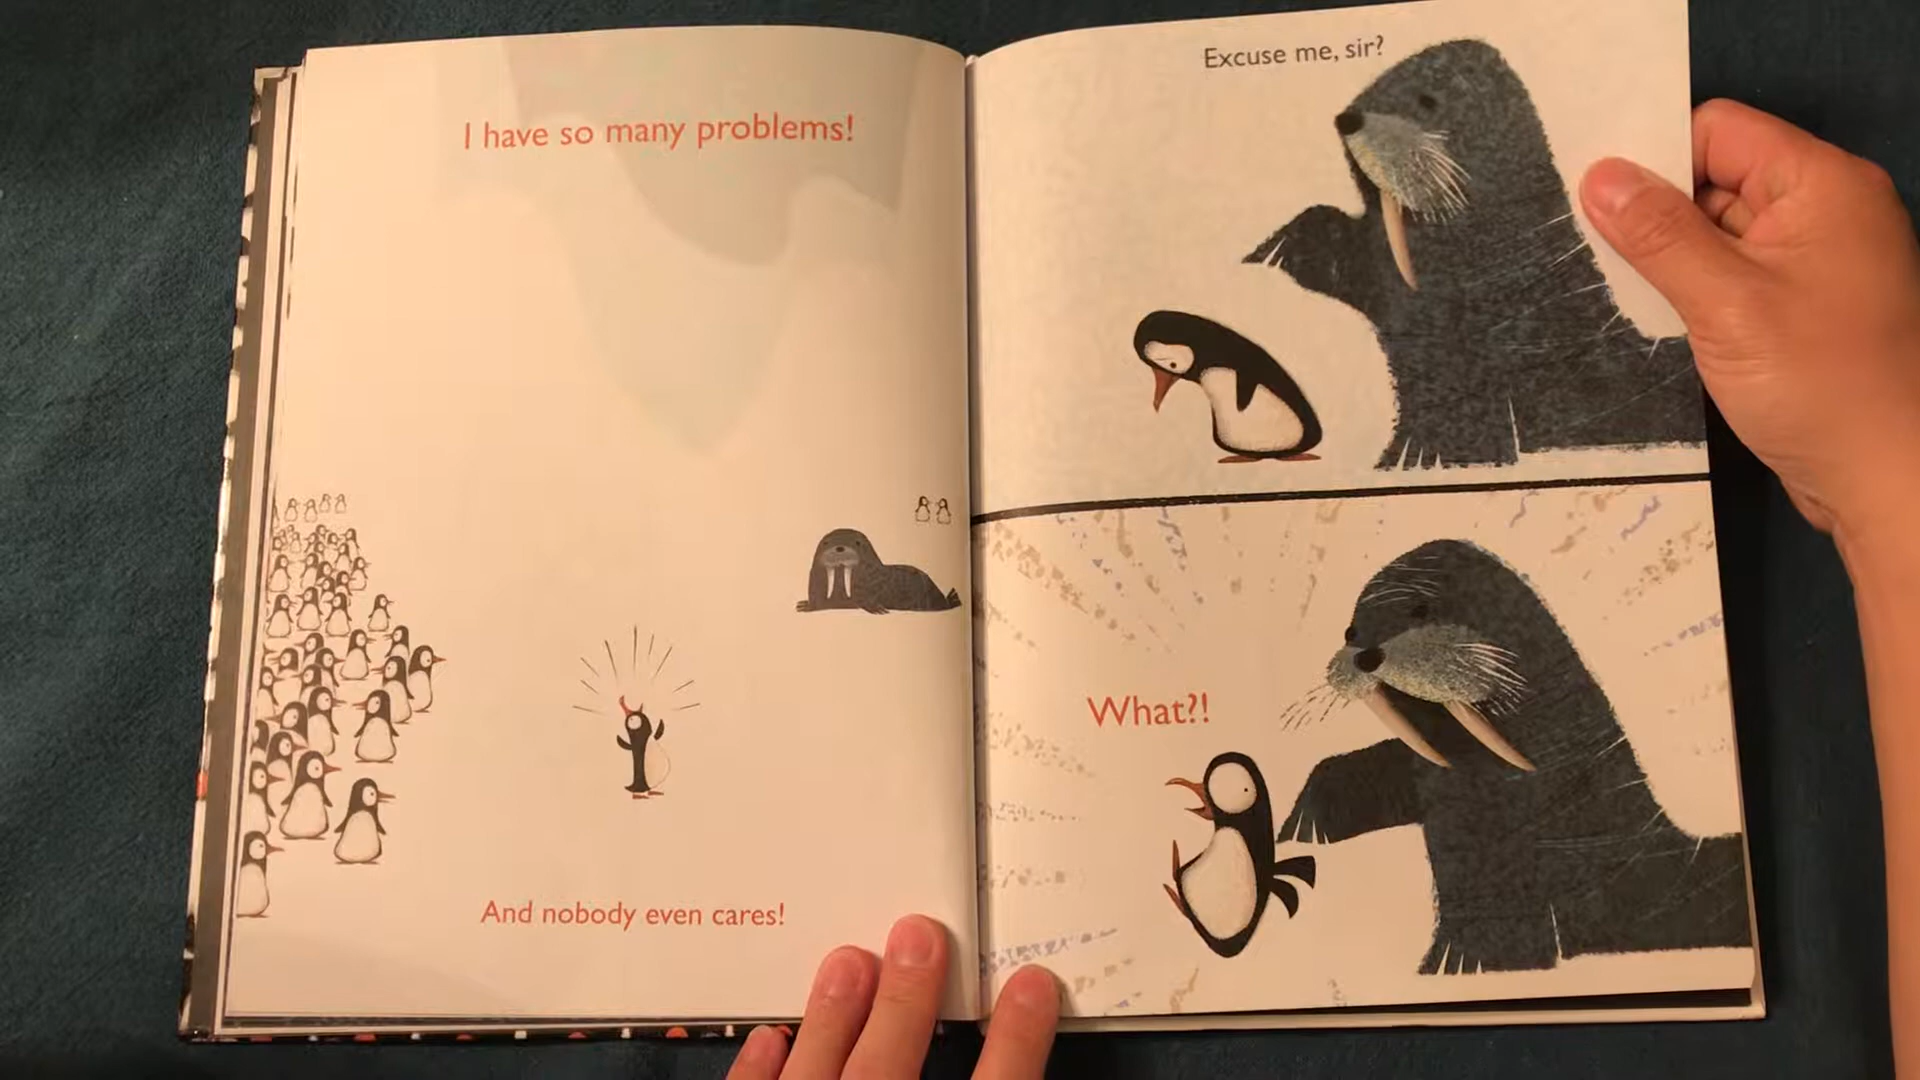 I have so many problems!
And nobody even cares!
Excuse me, sir?
What?!